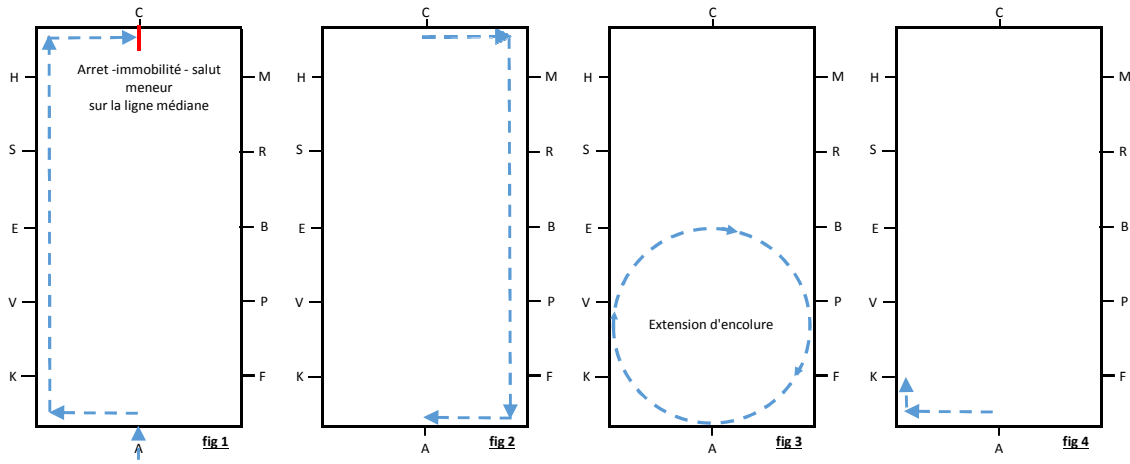 C
H
Arret -immobilité - salut
meneur
sur la ligne médiane
M
S
R
E
B
V
P
K
F
A
fig 1
C
H
M
S
R
E
B
V
P
K
F
A
fig 2
C
H
M
S
R
E
B
V
P
Extension d'encolure
K
F
A
fig 3
C
H
M
S
R
E
B
V
P
K
F
A
fig 4